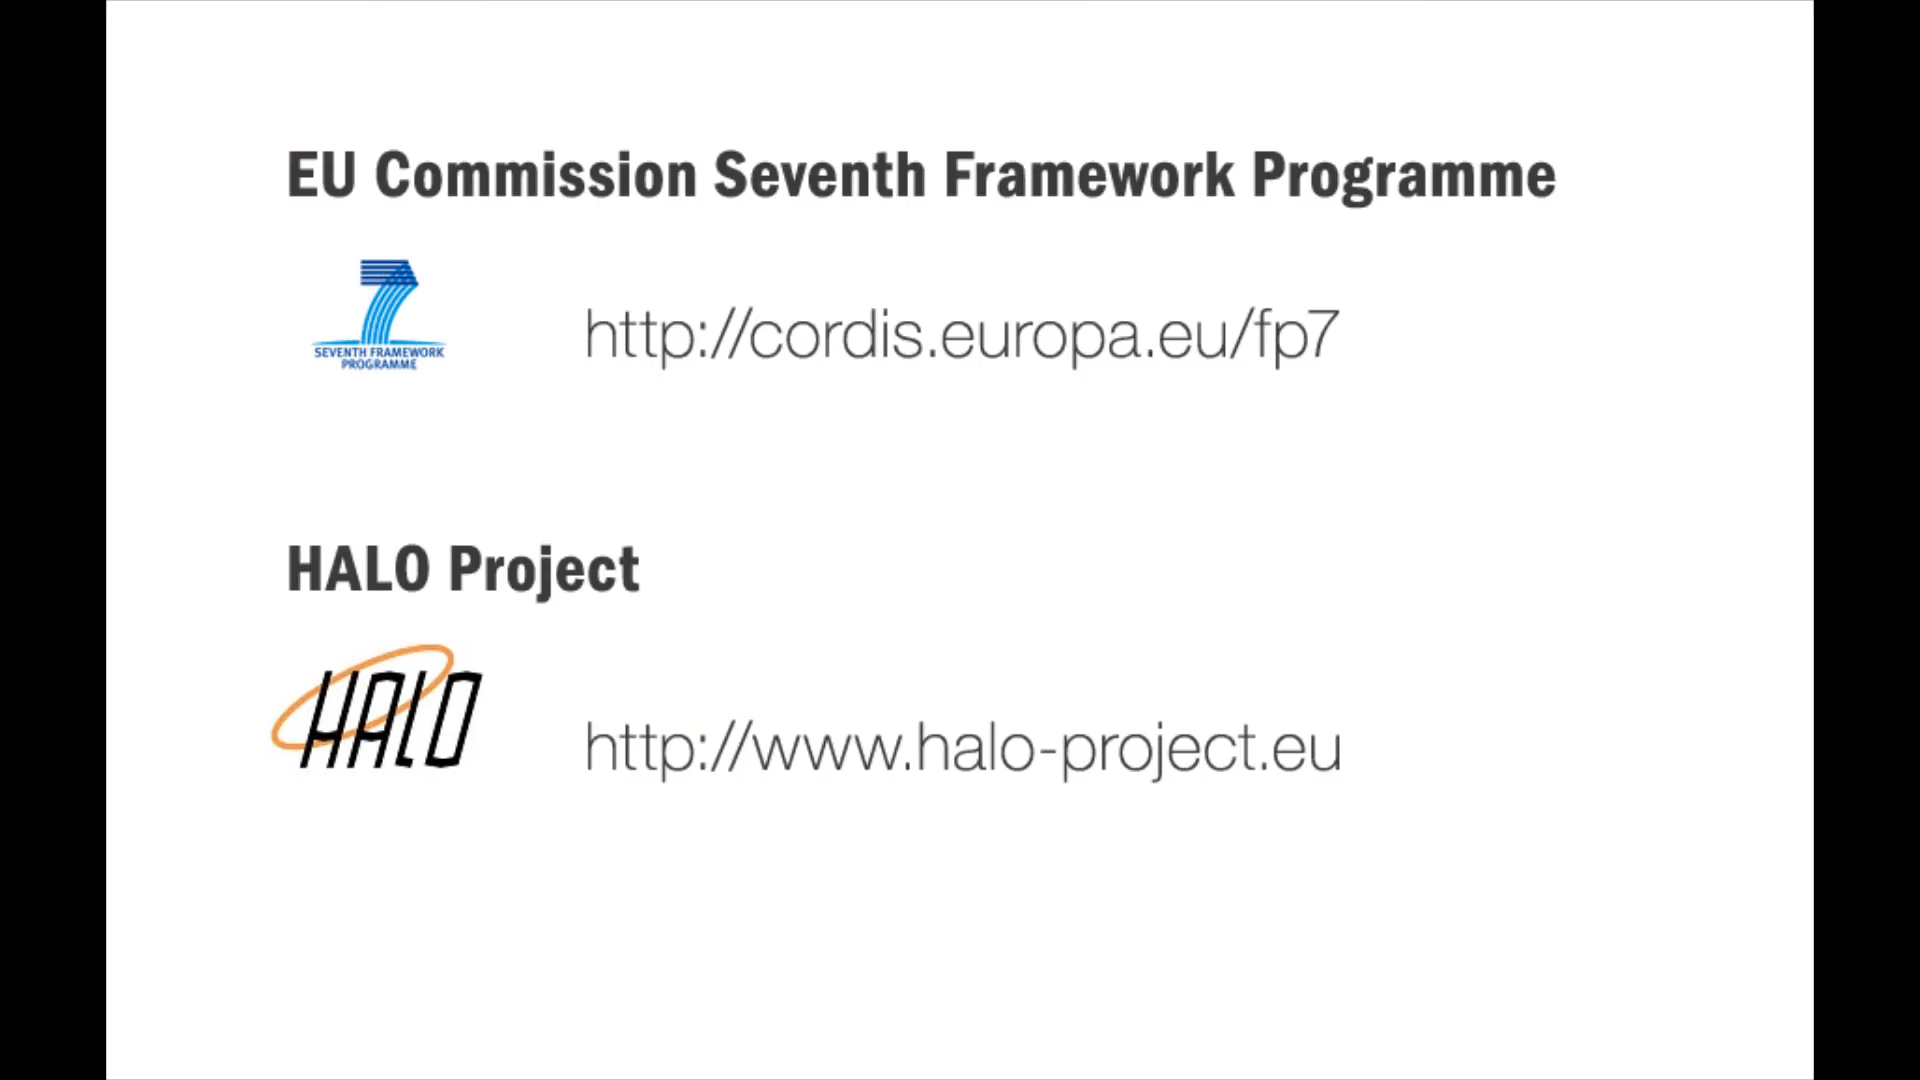 EU Commission Seventh Framework Programme
7
SEVENTH FRAMEWORK
PROGRAMME
http://cordis.europa.eu/fp7
HALO Project
HALO
http://www.halo-project.eu